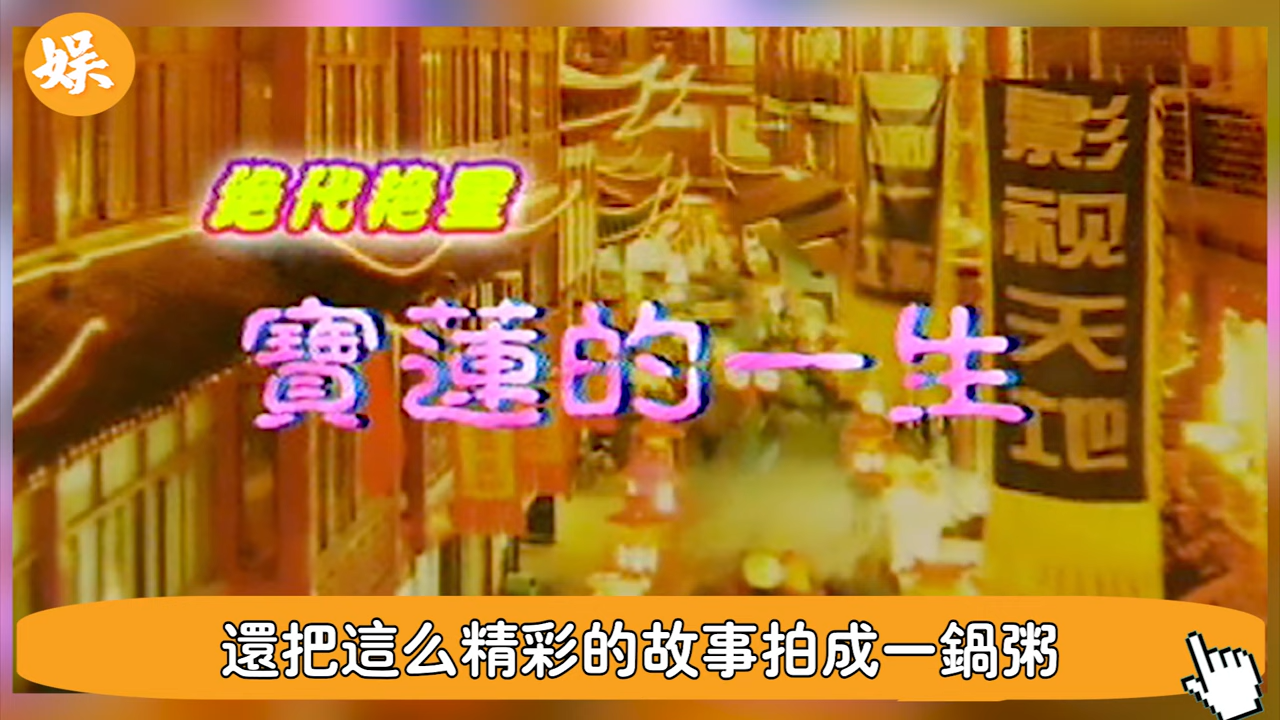 娱
绝代艳星
寶蓮的一生
影视天地
還把這么精彩的故事拍成一鍋粥